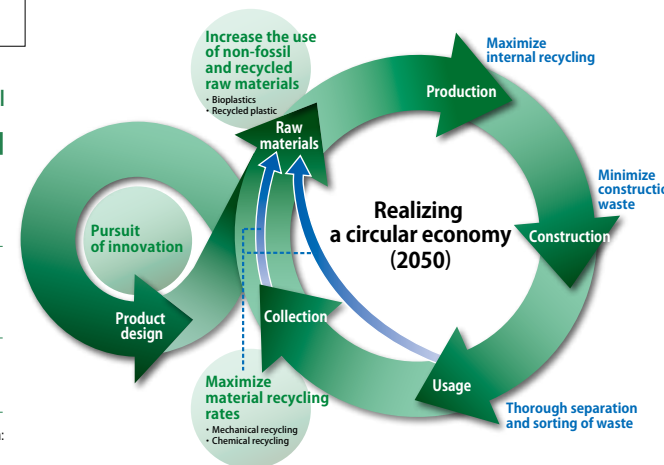 Increase the use
of non-fossil
and recycled
raw materials
・Bioplastics
・Recycled plastic
Raw
materials
Production
Maximize
internal recycling
Minimize
constructio
waste
Realizing
a circular economy
(2050)
Construction
Pursuit
of innovation
Product
design
Collection
Usage
Maximize
material recycling
rates
・Mechanical recycling
・Chemical recycling
Thorough separation
and sorting of waste